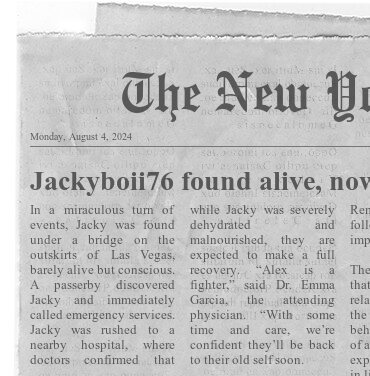 The New Yo
Monday, August 4, 2024
Jackyboii76 found alive, now
In a miraculous turn of
events, Jacky was found
under a bridge on the
outskirts of Las Vegas,
barely alive but conscious.
A passerby discovered
Jacky and immediately
called emergency services.
Jacky was rushed to a
nearby hospital, where
doctors confirmed that
while Jacky was severely
dehydrated and
malnourished, they are
expected to make a full
recovery. “Alex is a
fighter,” said Dr. Emma
Garcia, the attending
physician. “With some
time and care, we’re
confident they’ll be back
to their old self soon.
Ren
foll
imp
The
that
rela
the
beh
of a
exp
in li